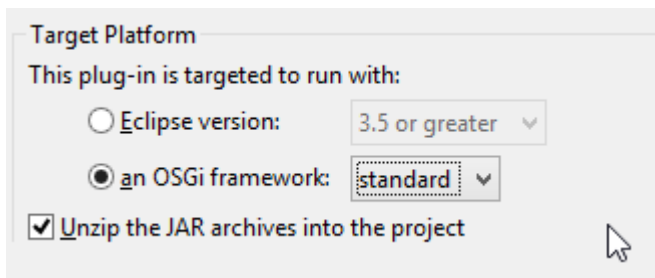 Target Platform
This plug-in is targeted to run with:
Eclipse version: 3.5 or greater
an OSGi framework: standard
Unzip the JAR archives into the project